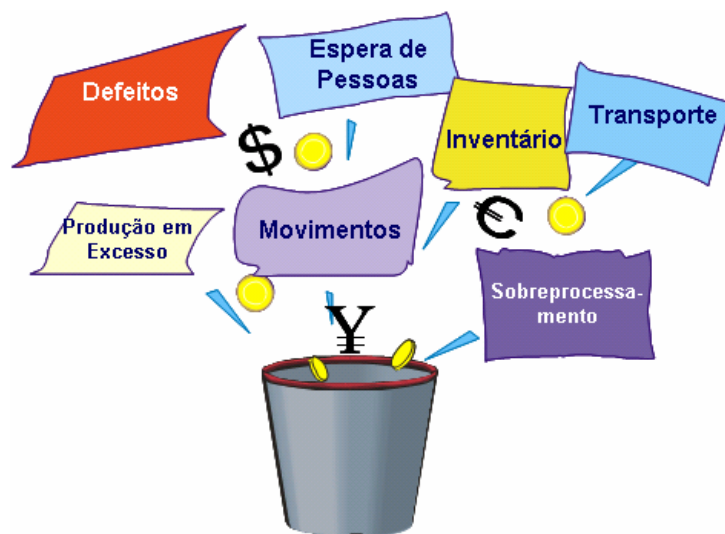 Defeitos
Espera de
Pessoas
Inventário
Transporte
$
Produção em
Excesso
Movimentos
€
Sobreprocessa-
mento
¥